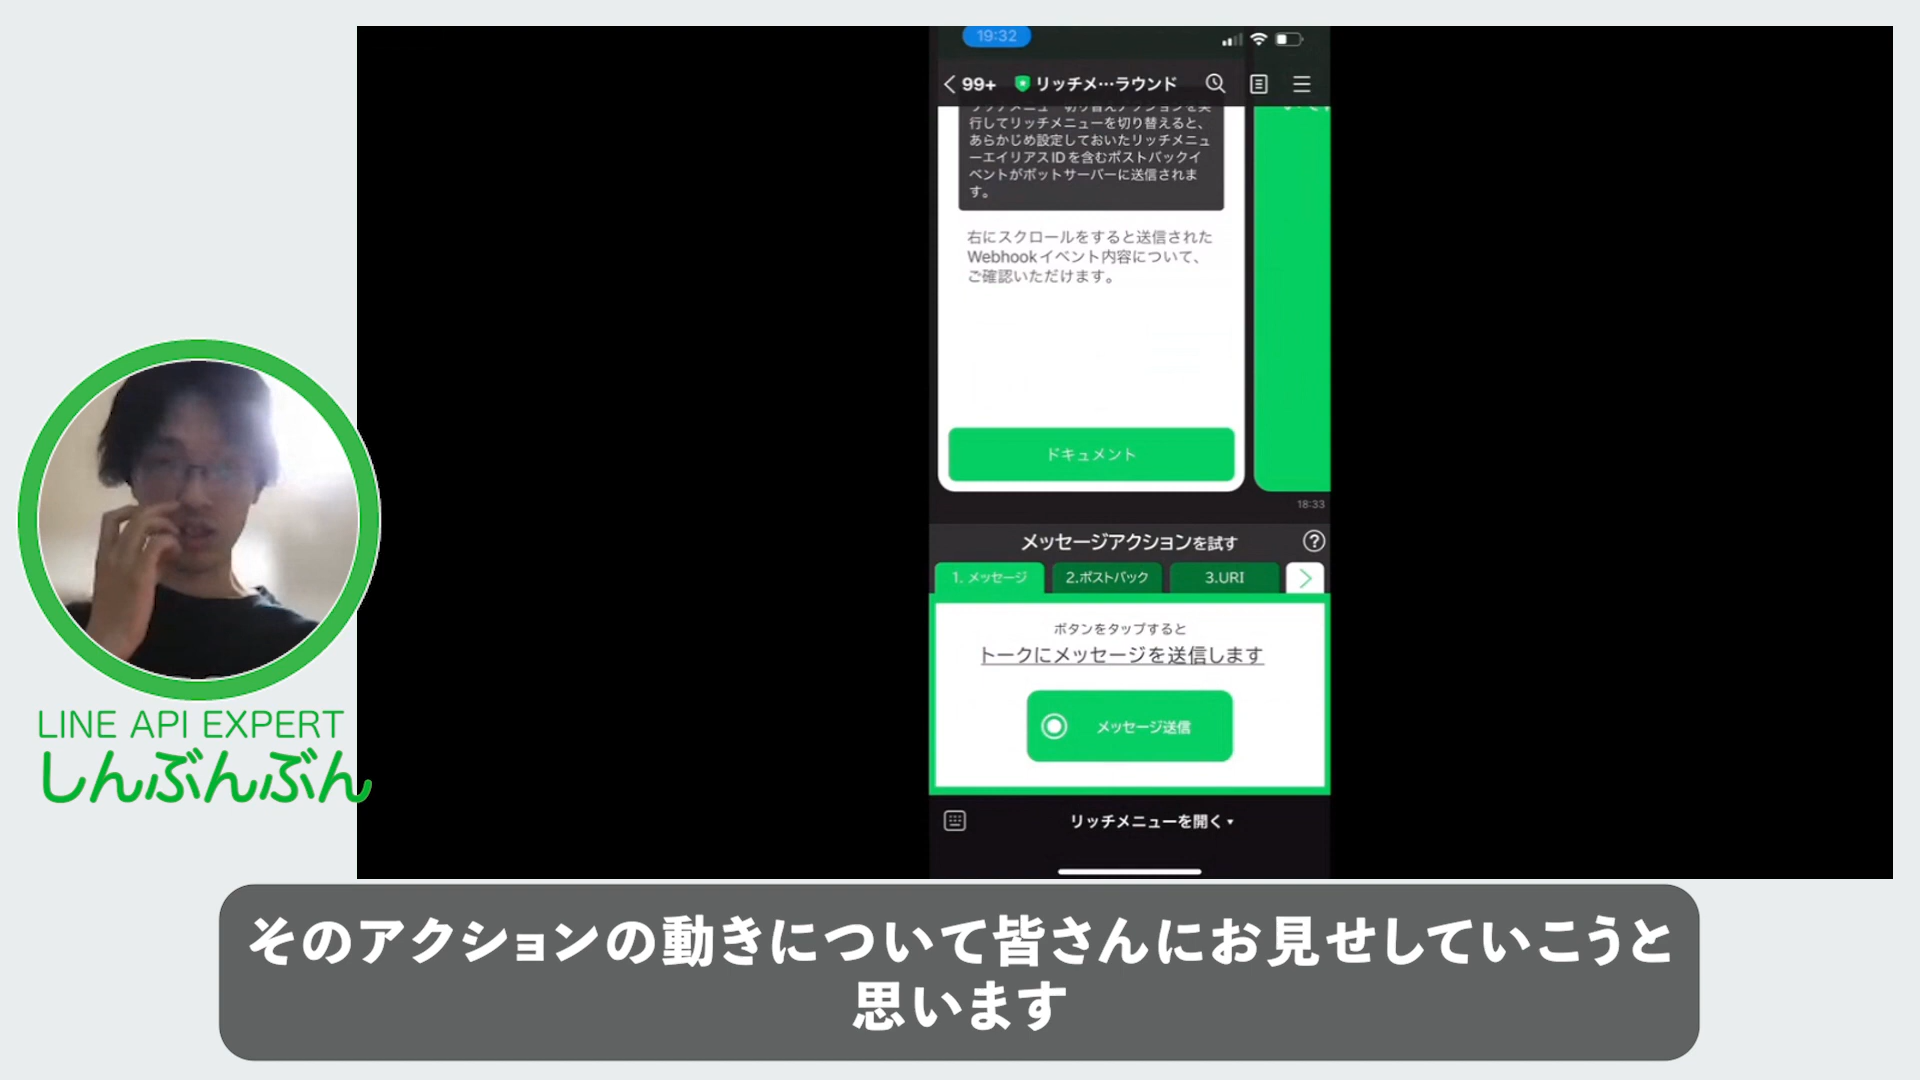 19:32
99+
リッチメ…ラウンド
行してリッチメニューを切り替えると、
あらかじめ設定しておいたリッチメニュ
ーエイリアスIDを含むポストバックイ
ベントがボットサーバーに送信されま
す。
右にスクロールをすると送信された
Webhookイベント内容について、
ご確認いただけます。
ドキュメント
18:33
メッセージアクションを試す
?
1. メッセージ
2.ポストバック
3.URI
ボタンをタップすると
トークにメッセージを送信します
メッセージ送信
リッチメニューを開く▼
LINE API EXPERT
しんぶんぶん
そのアクションの動きについて皆さんにお見せしていこうと
思います